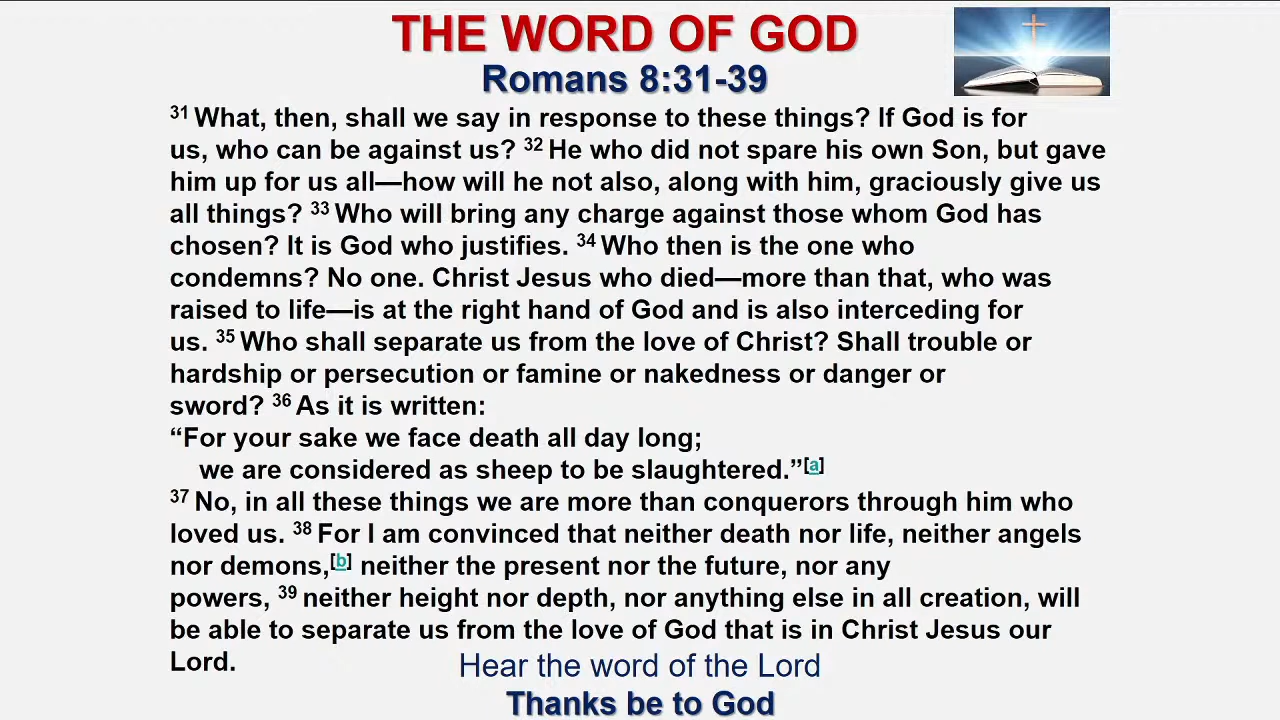 THE WORD OF GOD
Romans 8:31-39
31 What, then, shall we say in response to these things? If God is for
us, who can be against us? 32 He who did not spare his own Son, but gave
him up for us all—how will he not also, along with him, graciously give us
all things? 33 Who will bring any charge against those whom God has
chosen? It is God who justifies. 34 Who then is the one who
condemns? No one. Christ Jesus who died—more than that, who was
raised to life—is at the right hand of God and is also interceding for
us. 35 Who shall separate us from the love of Christ? Shall trouble or
hardship or persecution or famine or nakedness or danger or
sword? 36 As it is written:
“For your sake we face death all day long;
we are considered as sheep to be slaughtered.”[a]
37 No, in all these things we are more than conquerors through him who
loved us. 38 For I am convinced that neither death nor life, neither angels
nor demons,[b] neither the present nor the future, nor any
powers, 39 neither height nor depth, nor anything else in all creation, will
be able to separate us from the love of God that is in Christ Jesus our
Lord.
Hear the word of the Lord
Thanks be to God